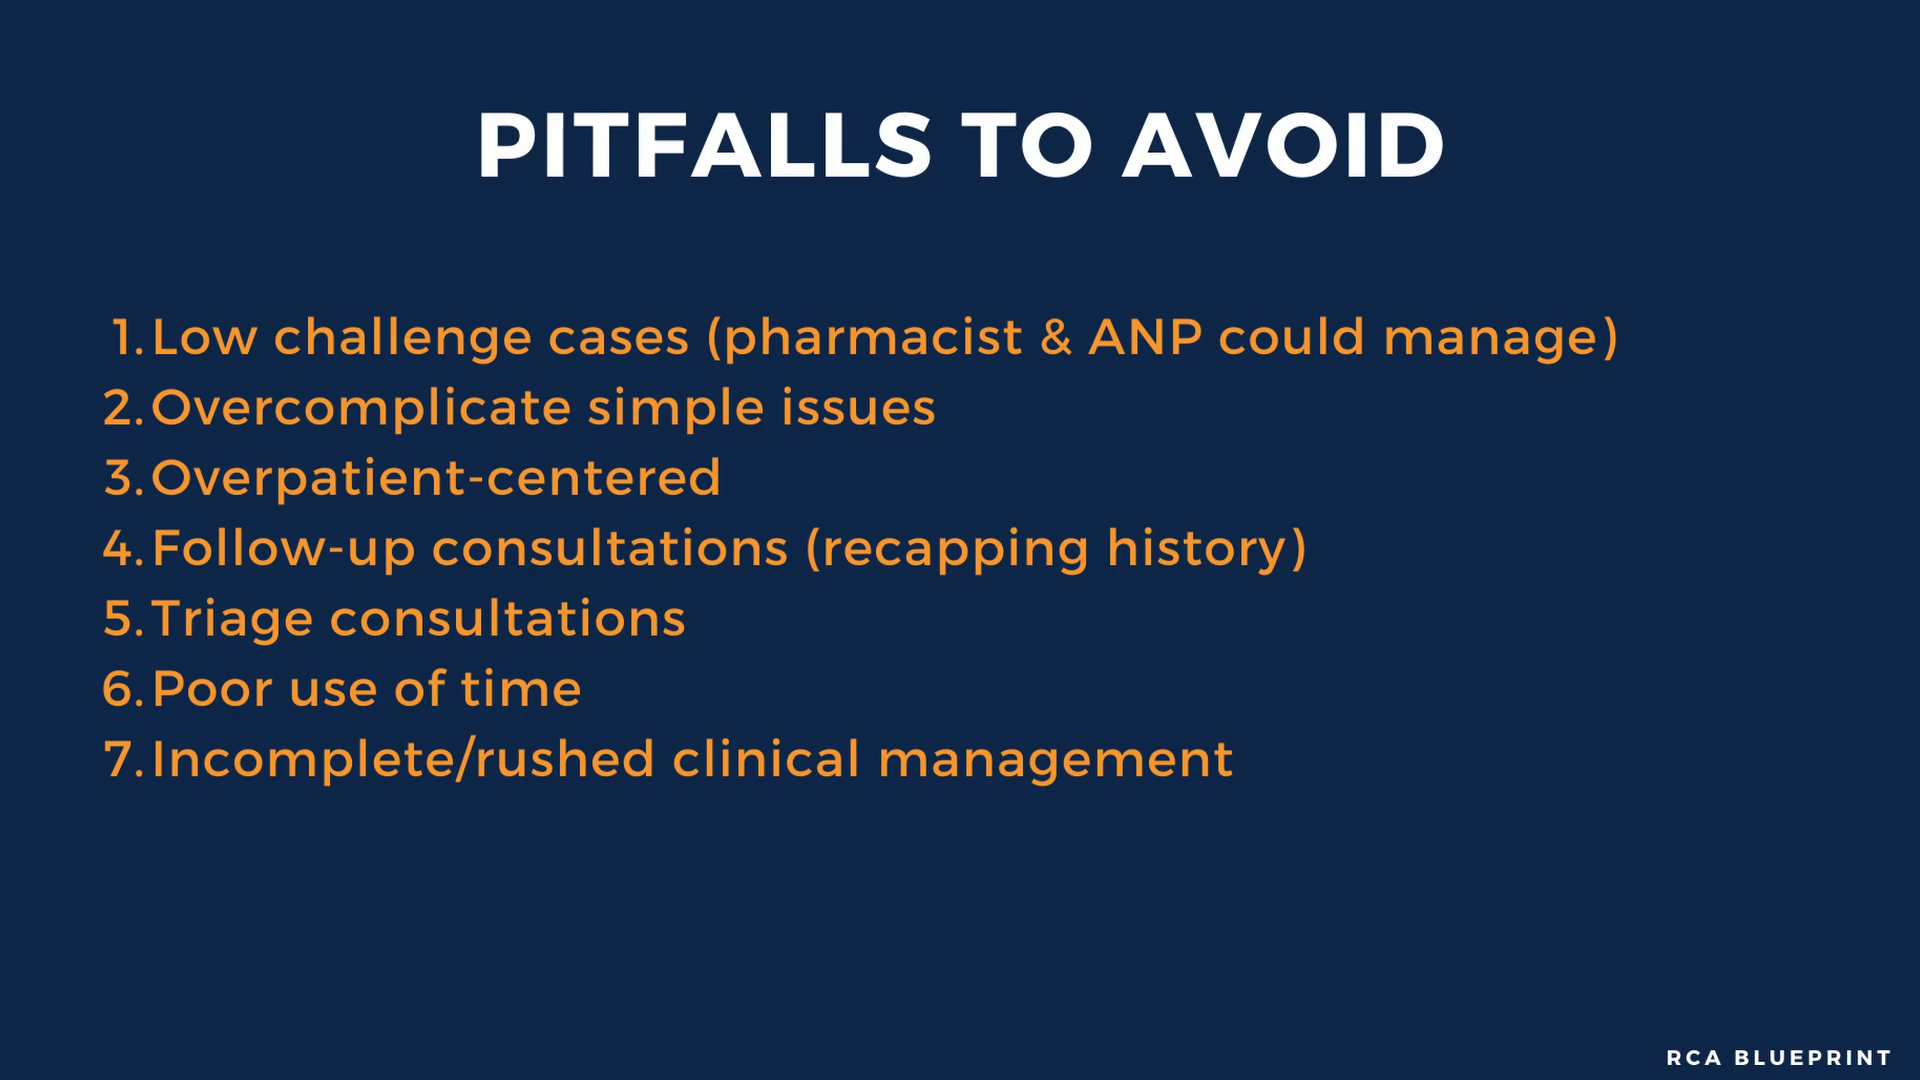 PITFALLS TO AVOID
1. Low challenge cases (pharmacist & ANP could manage)
2. Overcomplicate simple issues
3. Overpatient-centered
4. Follow-up consultations (recapping history)
5. Triage consultations
6. Poor use of time
7. Incomplete/rushed clinical management
RCA BLUEPRINT